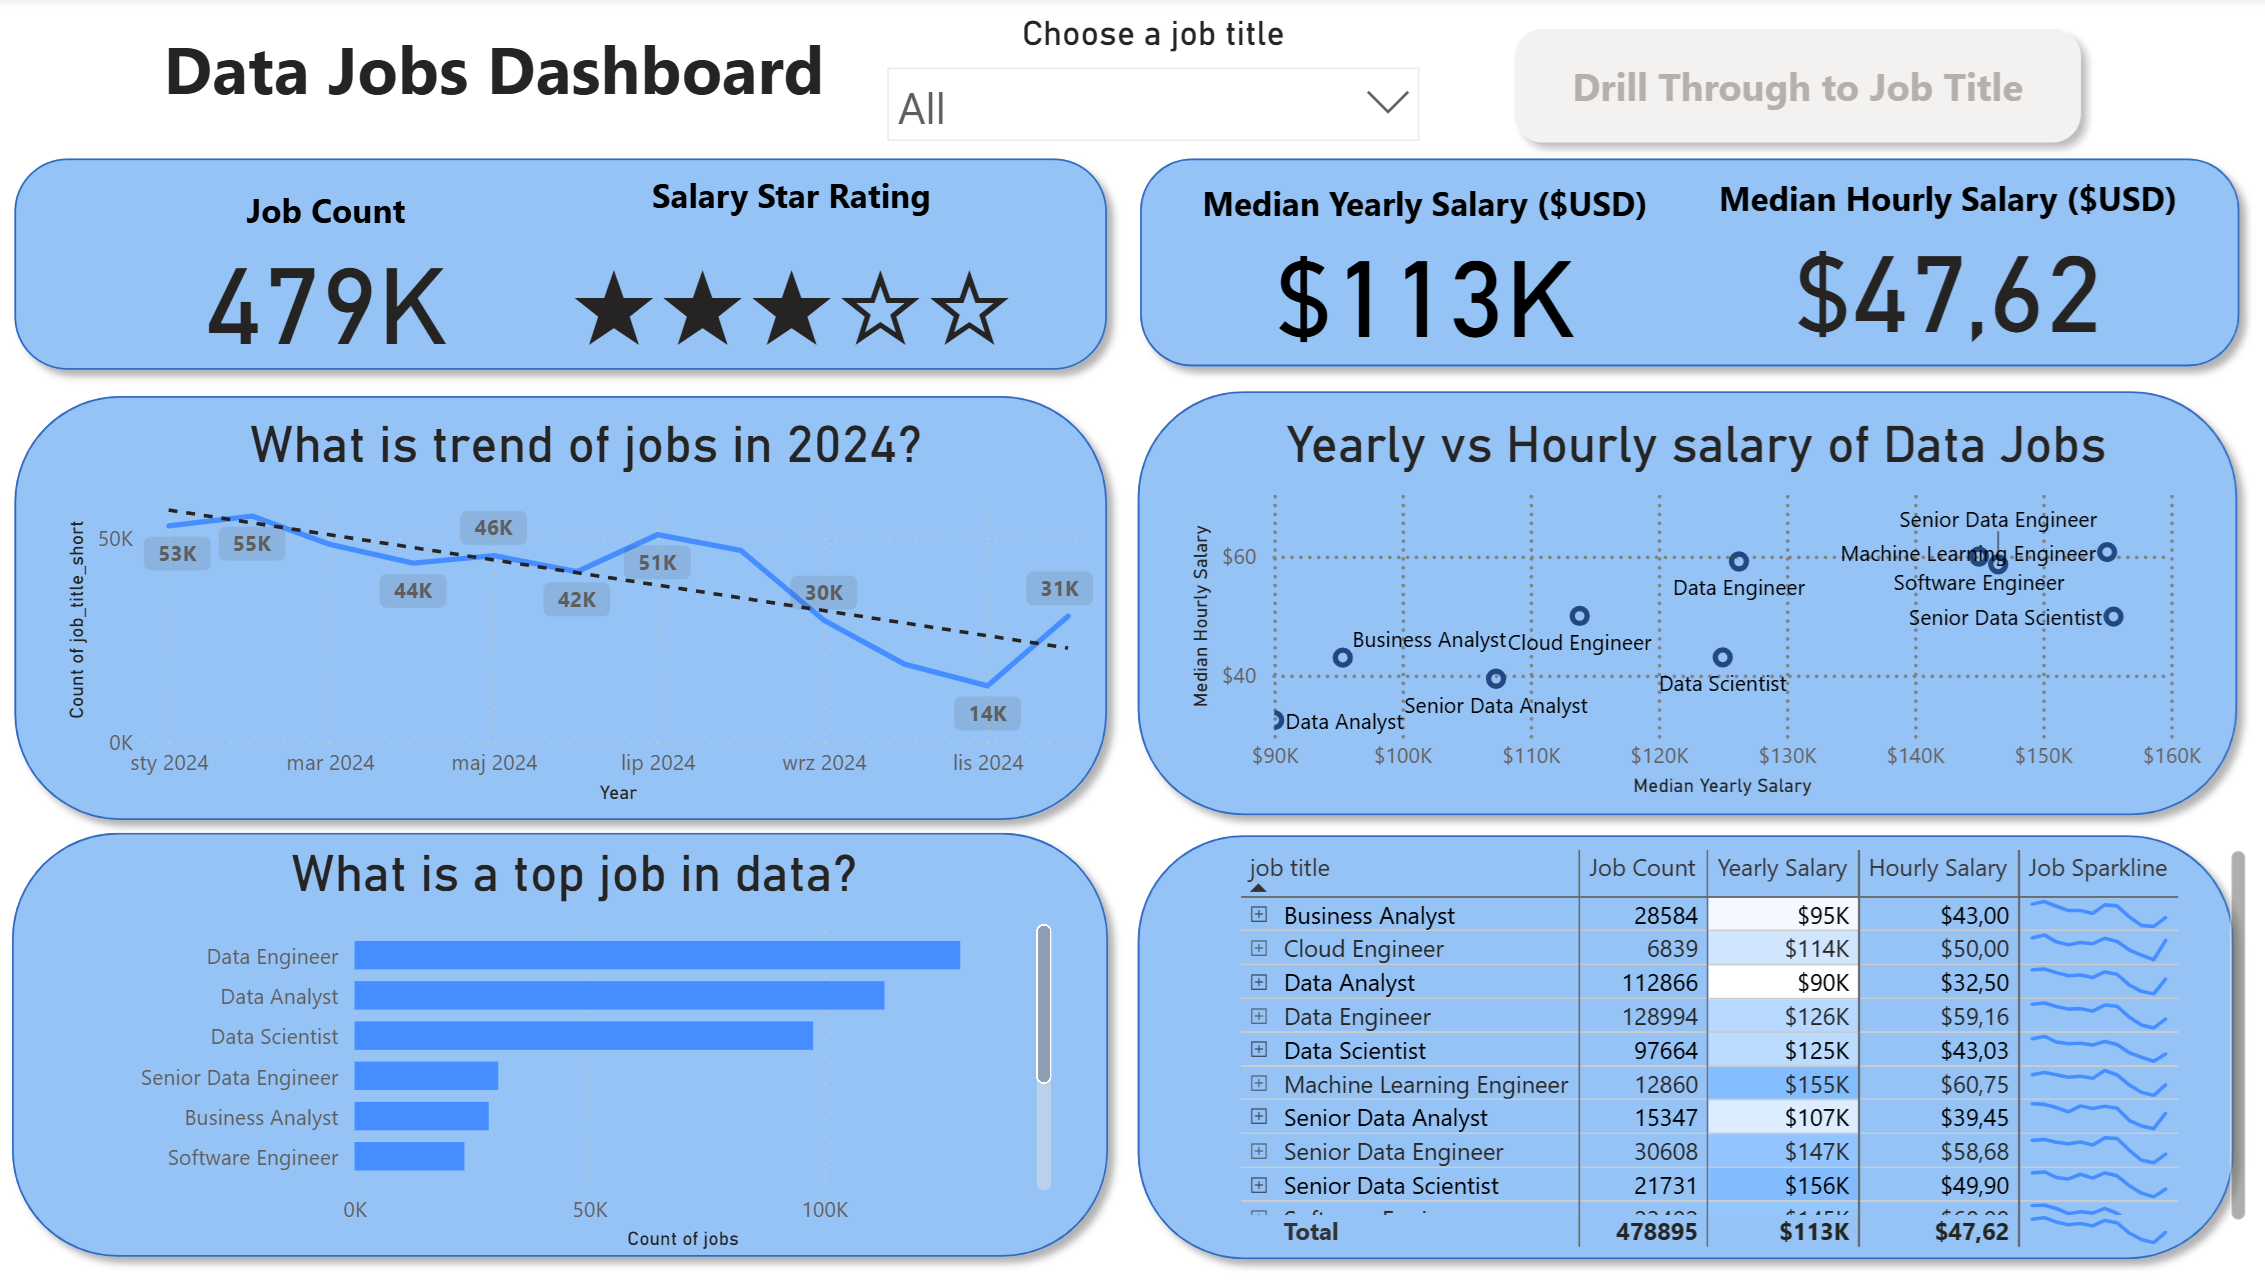 Data Jobs Dashboard
Choose a job title
All
Drill Through to Job Title
Job Count
479K
Salary Star Rating
★★★☆☆
Median Yearly Salary ($USD)
$113K
Median Hourly Salary ($USD)
$47,62
What is trend of jobs in 2024?
Count of job_title_short
50K
0K
53K
55K
44K
46K
42K
51K
30K
14K
31K
sty 2024
mar 2024
maj 2024
lip 2024
wrz 2024
lis 2024
Year
Yearly vs Hourly salary of Data Jobs
Median Hourly Salary
$60
$40
Senior Data Engineer
Machine Learning Engineer
Software Engineer
Data Engineer
Senior Data Scientist
Business Analyst
Cloud Engineer
Data Scientist
Senior Data Analyst
Data Analyst
$90K
$100K
$110K
$120K
$130K
$140K
$150K
$160K
Median Yearly Salary
What is a top job in data?
Data Engineer
Data Analyst
Data Scientist
Senior Data Engineer
Business Analyst
Software Engineer
0K
50K
100K
Count of jobs
job title Job Count Yearly Salary Hourly Salary Job Sparkline
Business Analyst 28584 $95K $43,00
Cloud Engineer 6839 $114K $50,00
Data Analyst 112866 $90K $32,50
Data Engineer 128994 $126K $59,16
Data Scientist 97664 $125K $43,03
Machine Learning Engineer 12860 $155K $60,75
Senior Data Analyst 15347 $107K $39,45
Senior Data Engineer 30608 $147K $58,68
Senior Data Scientist 21731 $156K $49,90
Total 478895 $113K $47,62